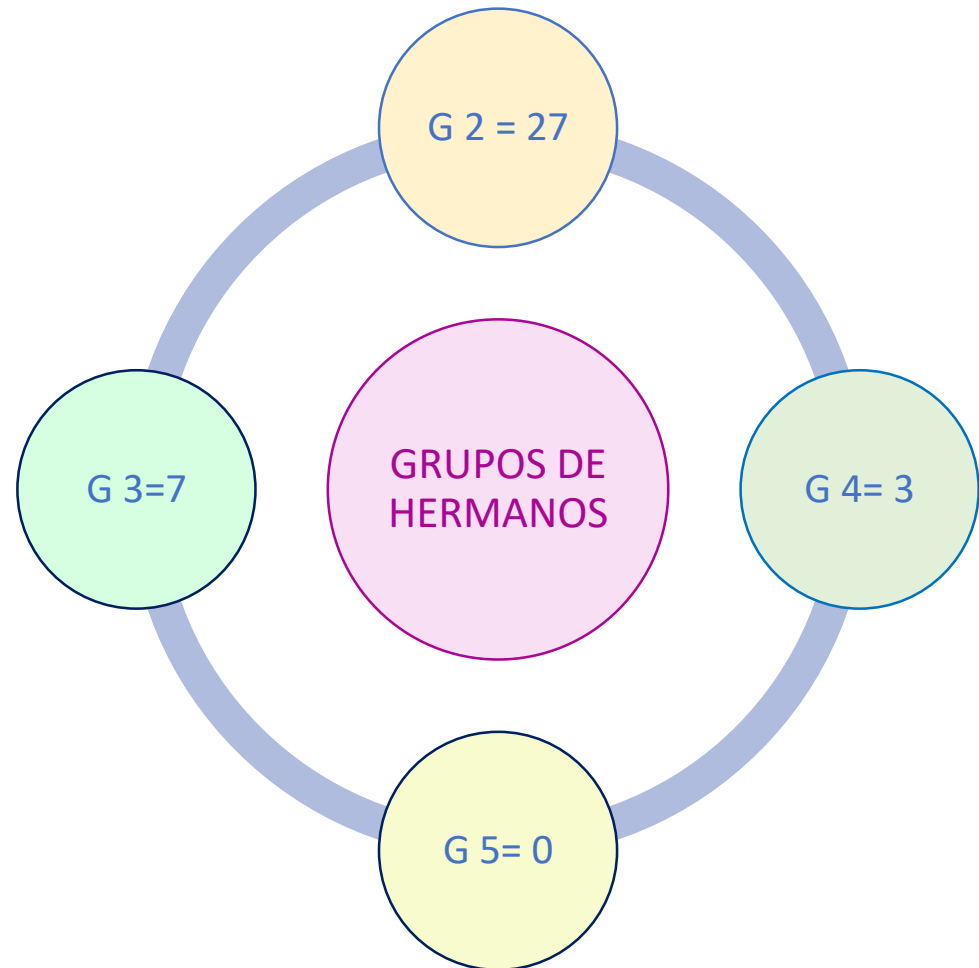 G 2 = 27
G 3=7
GRUPOS DE
HERMANOS
G 4= 3
G 5= 0